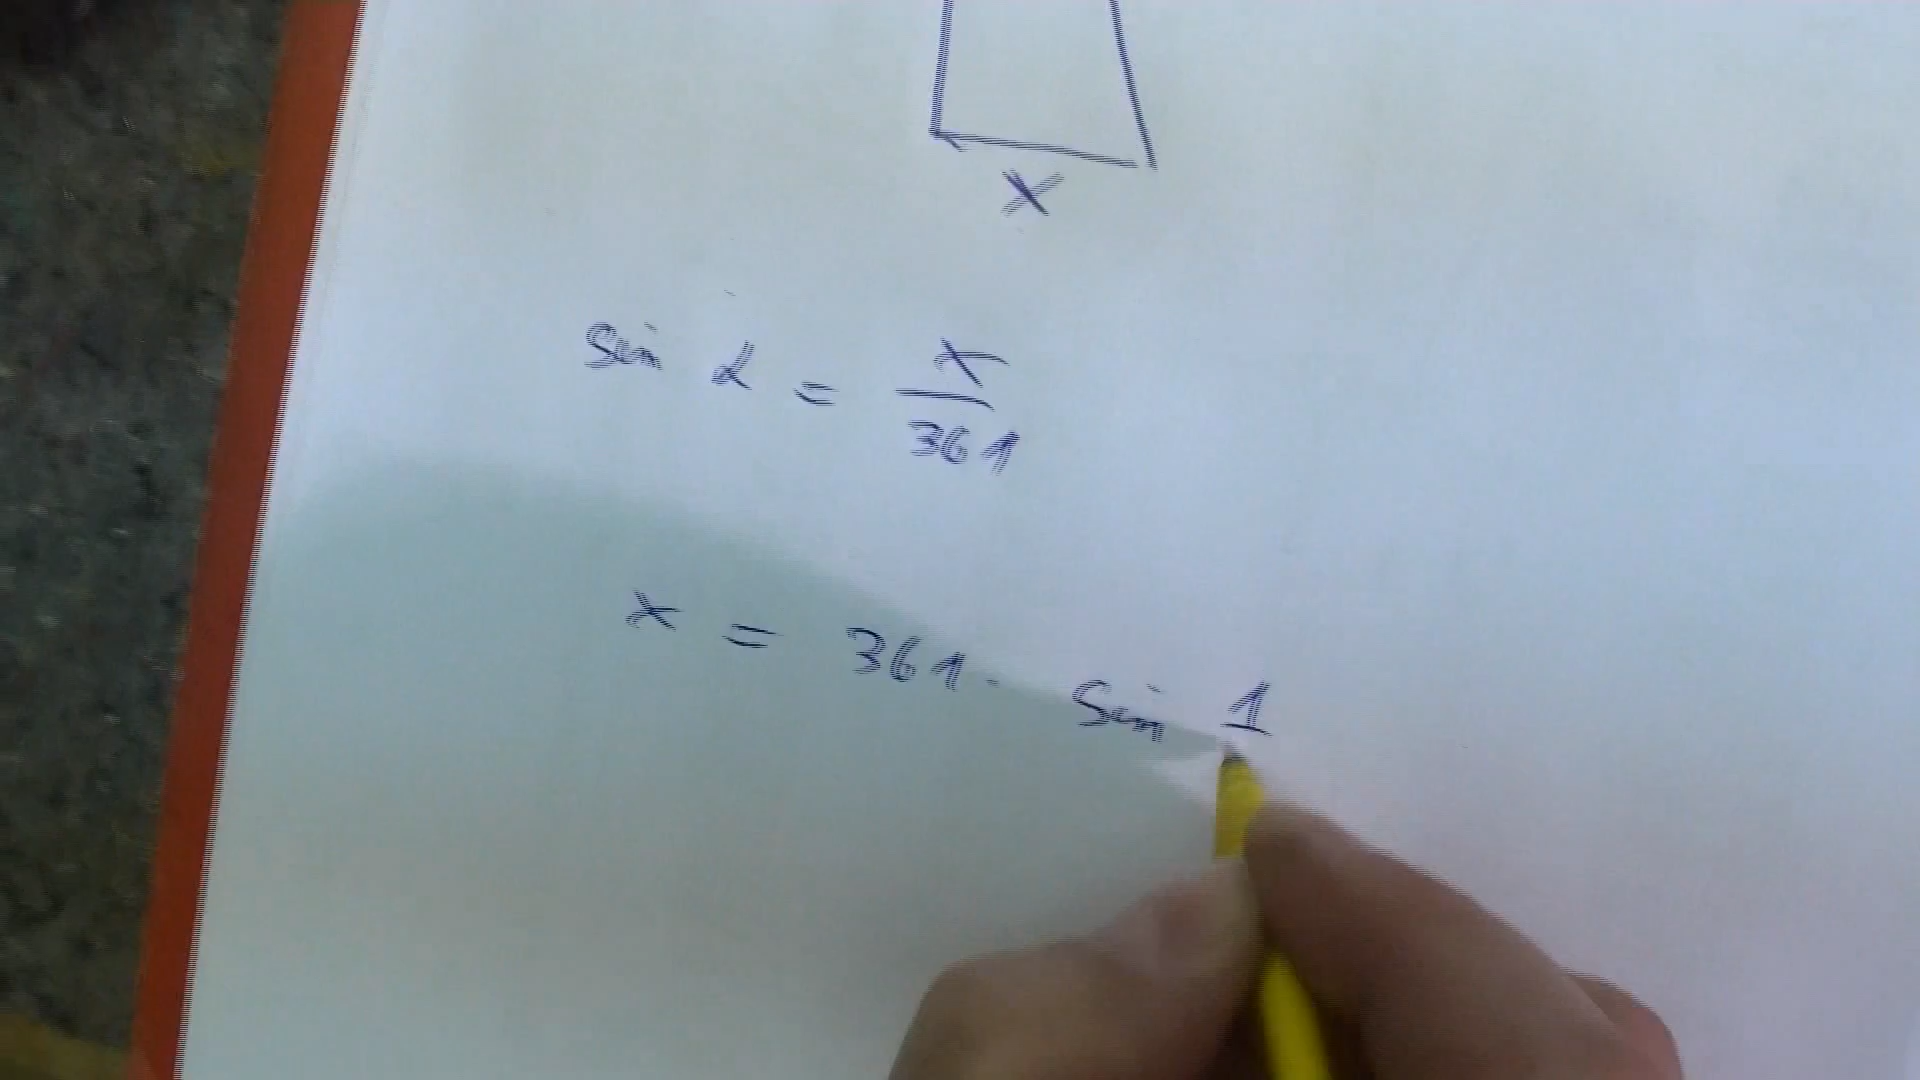 x
sin α = x/361
x = 361 · sin 1/